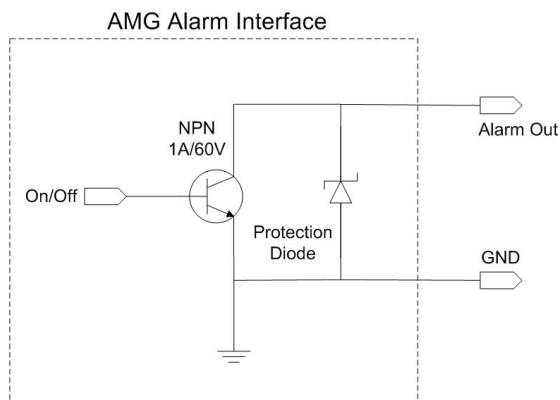 AMG Alarm Interface
NPN
1A/60V
Alarm Out
On/Off
Protection
Diode
GND